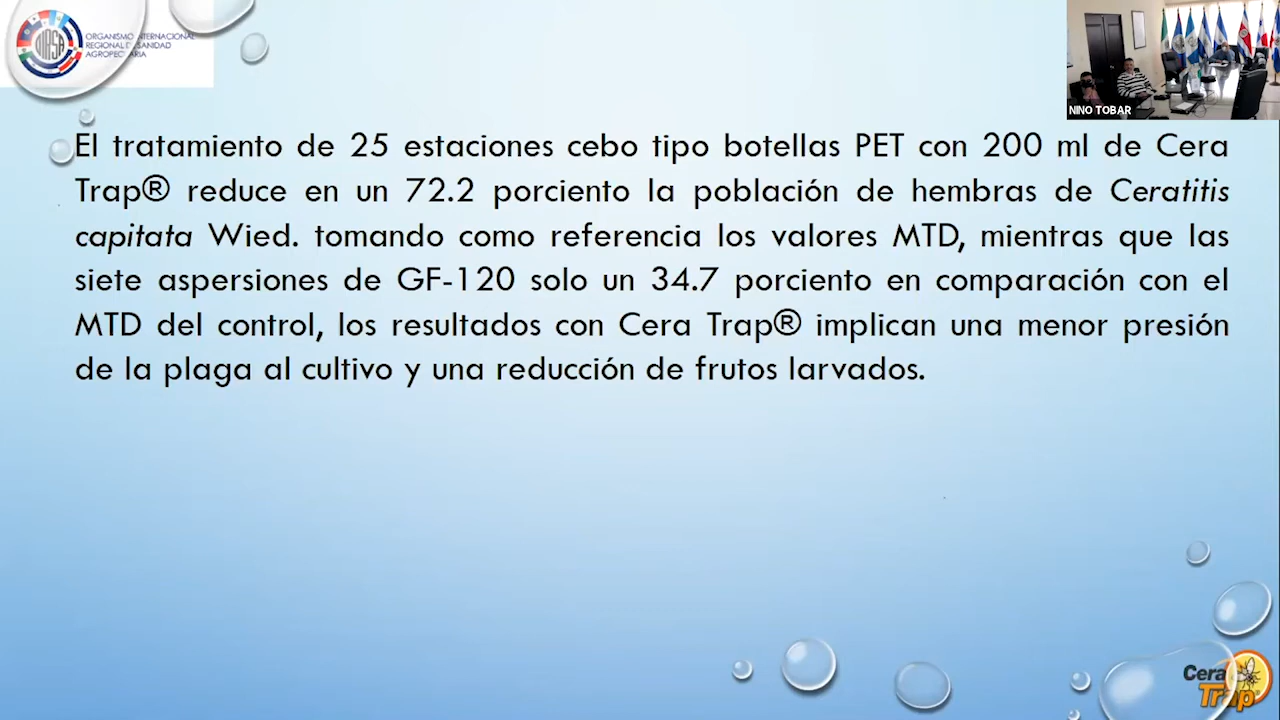 OIRSA
ORGANISMO INTERNACIONAL
REGIONAL DE SANIDAD
AGROPECUARIA
NINO TOBAR
El tratamiento de 25 estaciones cebo tipo botellas PET con 200 ml de Cera
Trap® reduce en un 72.2 porciento la población de hembras de Ceratitis
capitata Wied. tomando como referencia los valores MTD, mientras que las
siete aspersiones de GF-120 solo un 34.7 porciento en comparación con el
MTD del control, los resultados con Cera Trap® implican una menor presión
de la plaga al cultivo y una reducción de frutos larvados.
Cera
Trap